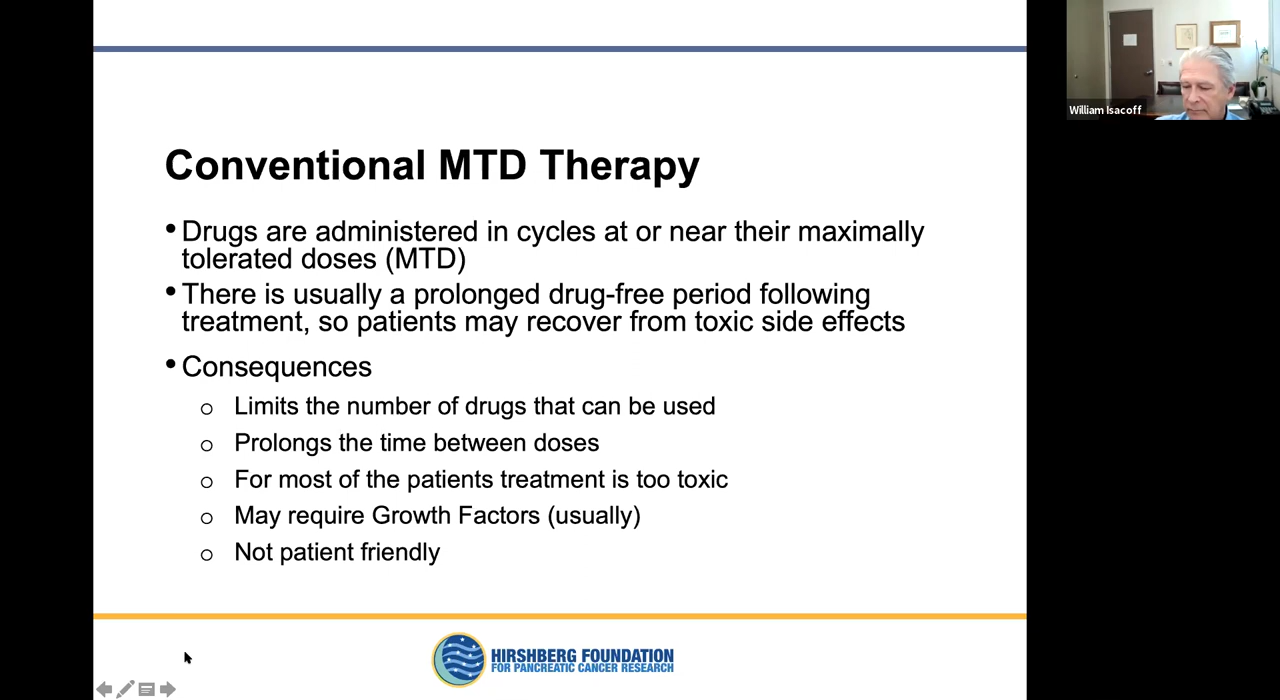 William Isacoff
Conventional MTD Therapy
• Drugs are administered in cycles at or near their maximally
tolerated doses (MTD)
• There is usually a prolonged drug-free period following
treatment, so patients may recover from toxic side effects
• Consequences
o Limits the number of drugs that can be used
o Prolongs the time between doses
o For most of the patients treatment is too toxic
o May require Growth Factors (usually)
o Not patient friendly
HIRSHBERG FOUNDATION
FOR PANCREATIC CANCER RESEARCH